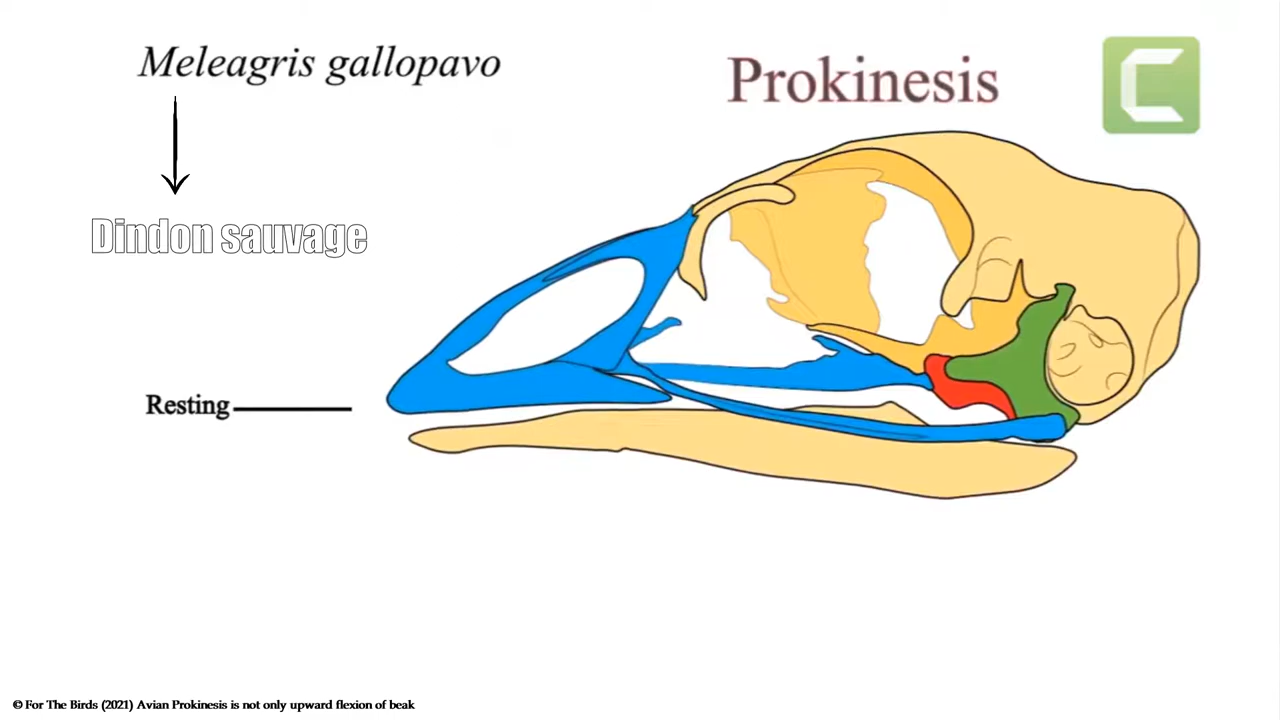 Meleagris gallopavo
Prokinesis
Dindon sauvage
Resting
© For The Birds (2021) Avian Prokinesis is not only upward flexion of beak